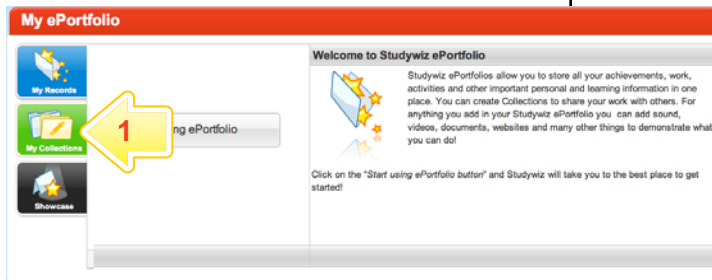 My ePortfolio
My Records
My Collections
Showcase
1
ng ePortfolio
Welcome to Studywiz ePortfolio
Studywiz ePortfolios allow you to store all your achievements, work,
activities and other important personal and learning information in one
place. You can create Collections to share your work with others. For
anything you add in your Studywiz ePortfolio you can add sound,
videos, documents, websites and many other things to demonstrate what
you can do!
Click on the "Start using ePortfolio button" and Studywiz will take you to the best place to get
started!